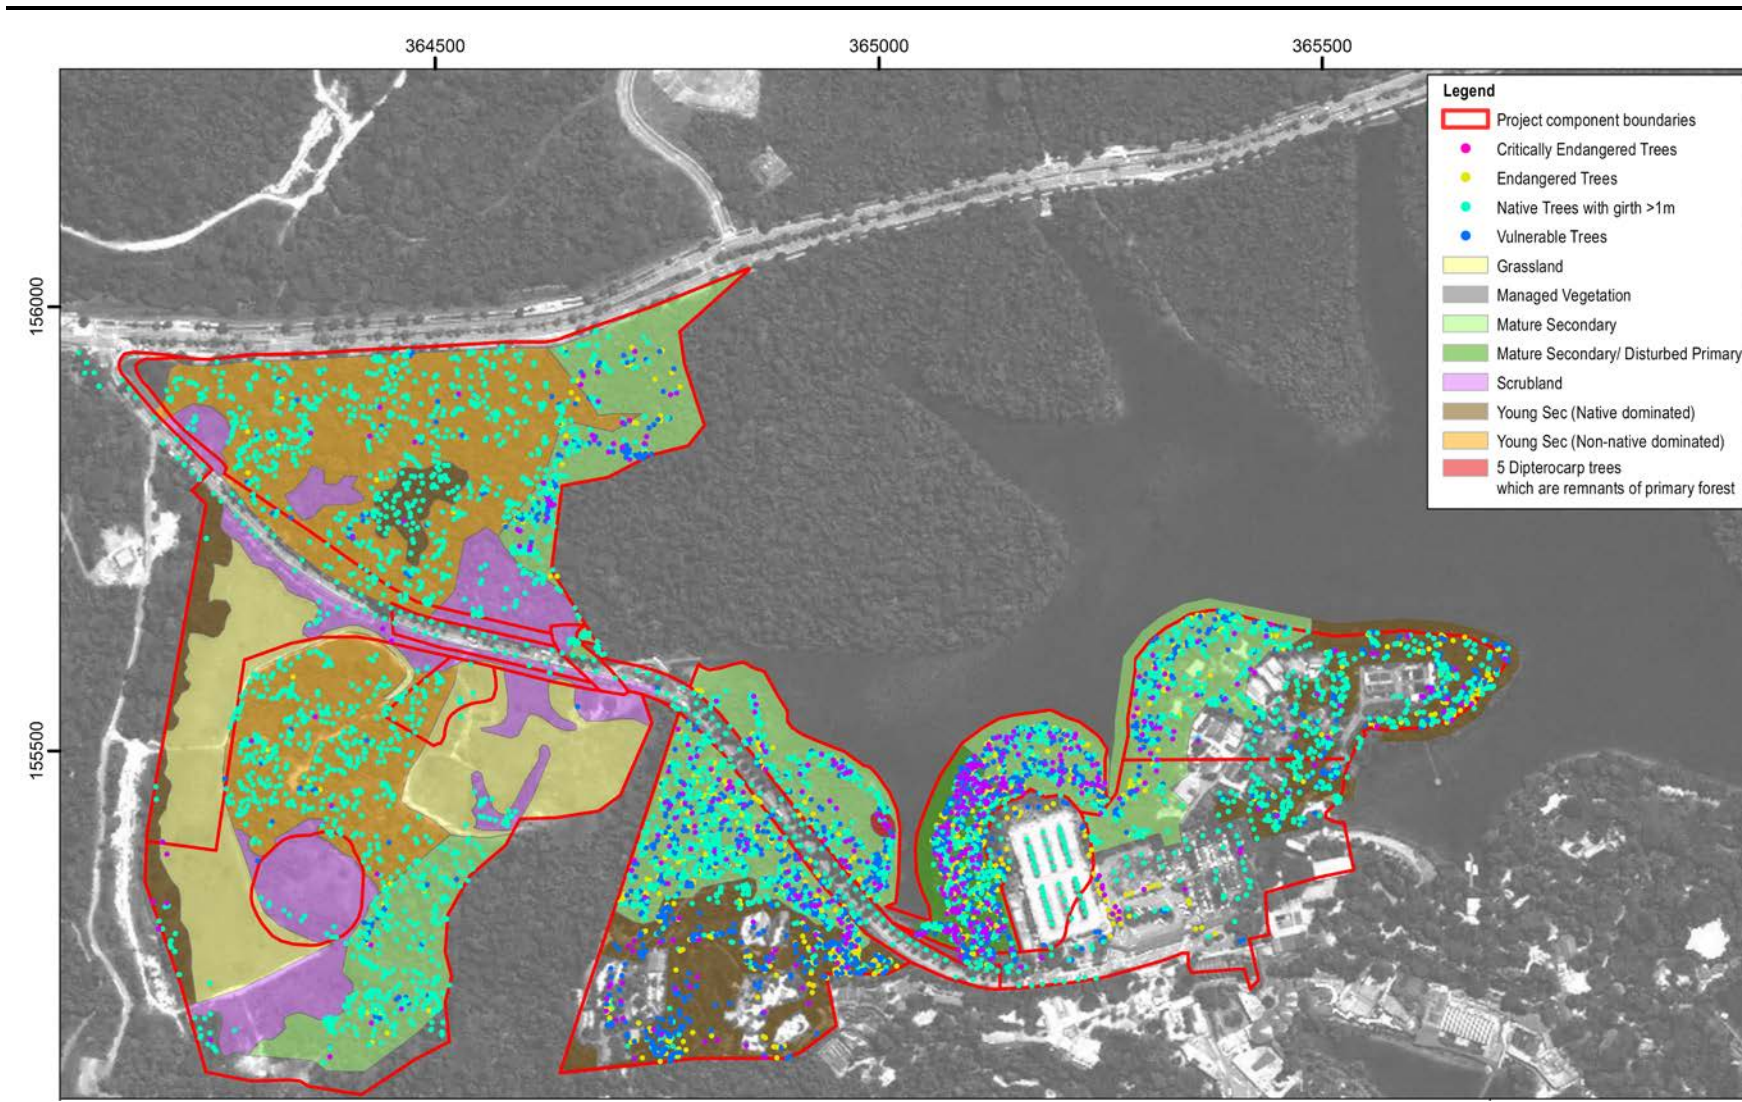 364500
365000
365500
156000
155500
Legend
Project component boundaries
Critically Endangered Trees
Endangered Trees
Native Trees with girth >1m
Vulnerable Trees
Grassland
Managed Vegetation
Mature Secondary
Mature Secondary/ Disturbed Primary
Scrubland
Young Sec (Native dominated)
Young Sec (Non-native dominated)
5 Dipterocarp trees
which are remnants of primary forest